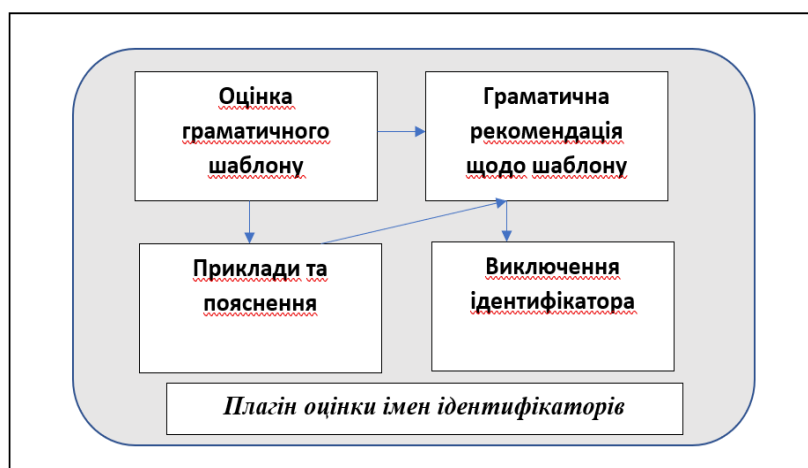 Оцінка
граматичного
шаблону
Граматична
рекомендація
щодо шаблону
Приклади та
пояснення
Виключення
ідентифікатора
Плагін оцінки імен ідентифікаторів